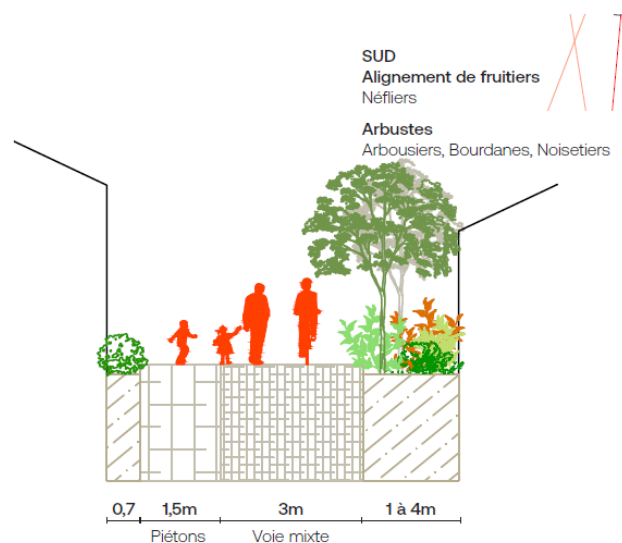 SUD
Alignement de fruitiers
Néfliers
Arbustes
Arbousiers, Bourdanes, Noisetiers
0,7 1,5m 3m 1 à 4m
Piétons Voie mixte